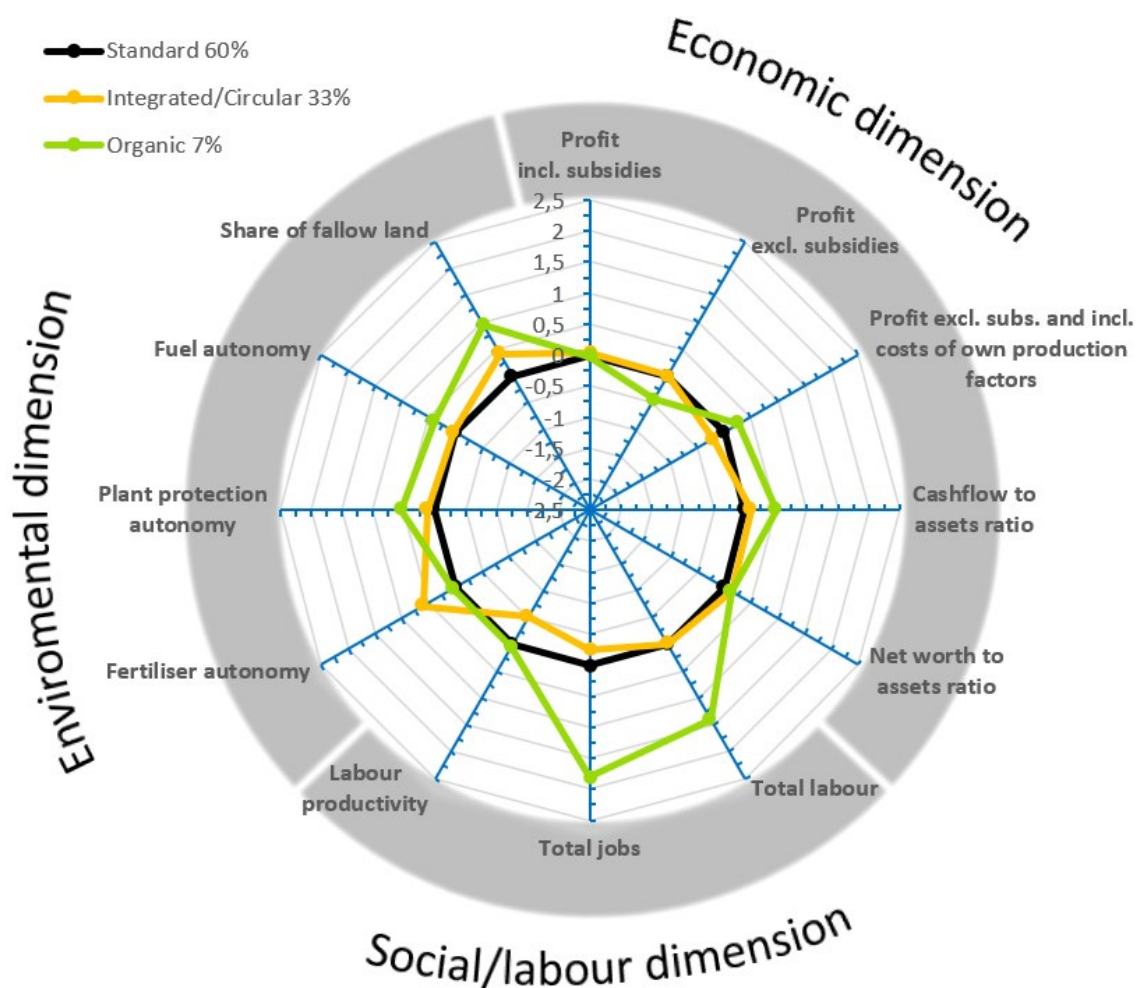 Standard 60%
Integrated/Circular 33%
Organic 7%
Economic dimension
Profit
incl. subsidies
Profit
excl. subsidies
Profit excl. subs. and incl.
costs of own production
factors
Cashflow to
assets ratio
Net worth to
assets ratio
Total labour
Total jobs
Labour
productivity
Fertiliser autonomy
Plant protection
autonomy
Fuel autonomy
Share of fallow land
2,5
2
1,5
1
0,5
0
-0,5
-1
-1,5
-2
-2,5
Environmental dimension
Social/labour dimension